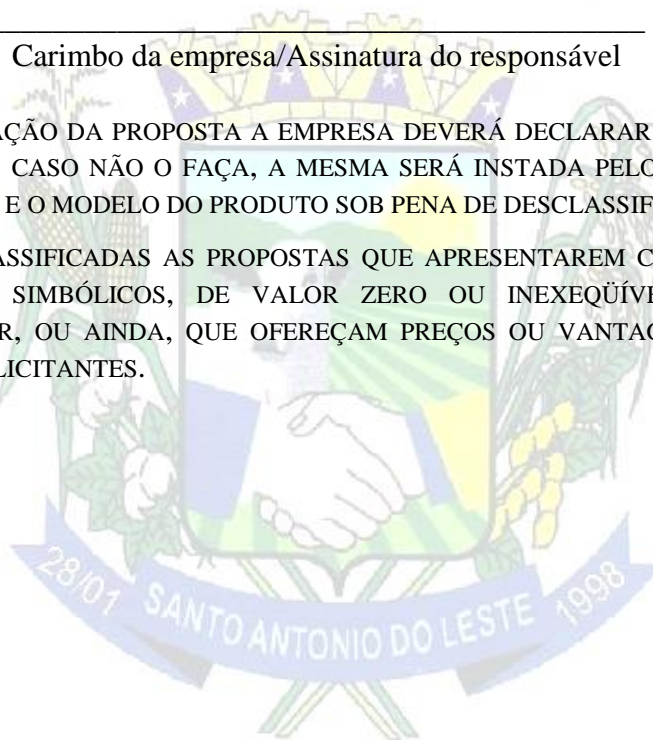 Carimbo da empresa/Assinatura do responsável
AÇÃO DA PROPOSTA A EMPRESA DEVERÁ DECLARAR
CASO NÃO O FAÇA, A MESMA SERÁ INSTADA PELO
E O MODELO DO PRODUTO SOB PENA DE DESCLASSIF
ASSIFICADAS AS PROPOSTAS QUE APRESENTAREM C
SIMBÓLICOS, DE VALOR ZERO OU INEXEQÜÍVE
R, OU AINDA, QUE OFEREÇAM PREÇOS OU VANTAG
LICITANTES.
28/01 SANTO ANTONIO DO LESTE 1998